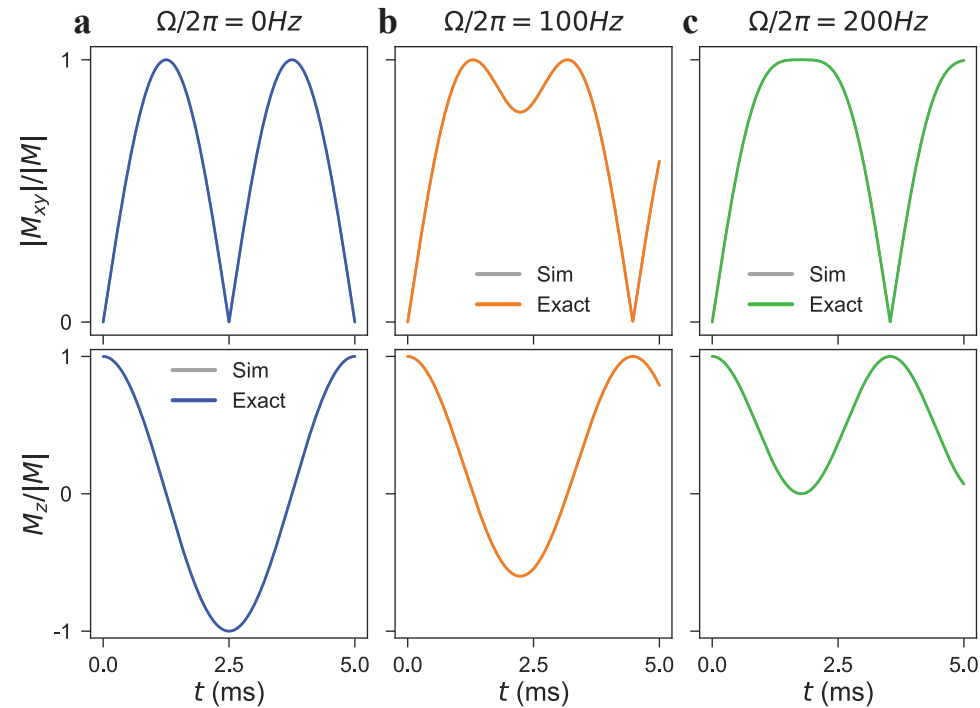 a Ω/2π = 0Hz b Ω/2π = 100Hz c Ω/2π = 200Hz
1
|M_xy|/|M|
0
Sim
Exact
Sim
Exact
1
M_z/|M|
0
-1
Sim
Exact
0.0 2.5 5.0 0.0 2.5 5.0 0.0 2.5 5.0
t (ms) t (ms) t (ms)